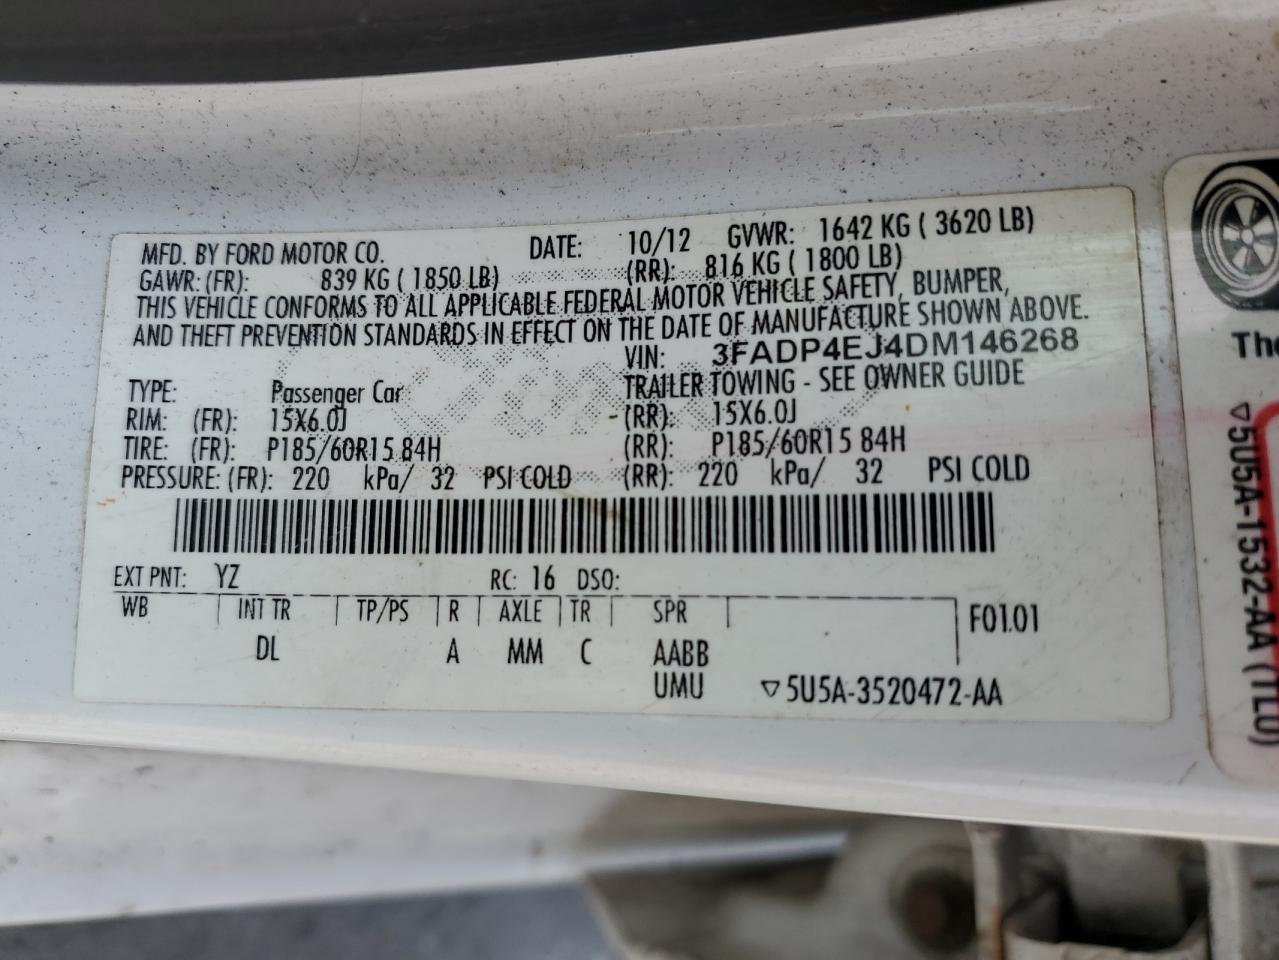 MFD. BY FORD MOTOR CO. DATE: 10/12 GVWR: 1642 KG ( 3620 LB)
GAWR: (FR): 839 KG ( 1850 LB) (RR): 816 KG ( 1800 LB)
THIS VEHICLE CONFORMS TO ALL APPLICABLE FEDERAL MOTOR VEHICLE SAFETY, BUMPER,
AND THEFT PREVENTION STANDARDS IN EFFECT ON THE DATE OF MANUFACTURE SHOWN ABOVE.
VIN: 3FADP4EJ4DM146268
TYPE: Passenger Car TRAILER TOWING - SEE OWNER GUIDE
RIM: (FR): 15X6.0J (RR): 15X6.0J
TIRE: (FR): P185/60R15 84H (RR): P185/60R15 84H
PRESSURE: (FR): 220 kPa/ 32 PSI COLD (RR): 220 kPa/ 32 PSI COLD
EXT PNT: YZ RC: 16 DSO:
WB INT TR TP/PS R AXLE TR SPR F01.01
DL A MM C AABB
UMU ▽5U5A-3520472-AA
The
▽5U5A-1532-AA (TL0)